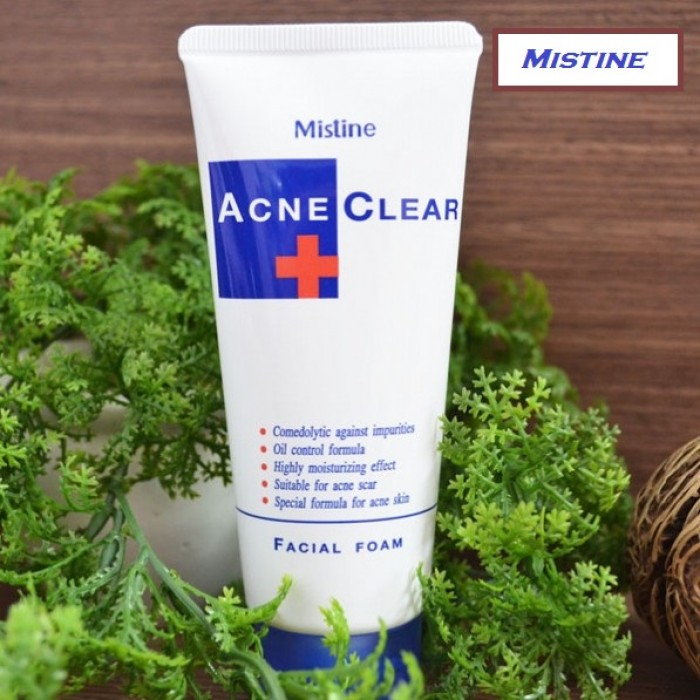 MISTINE
Mistine
ACNE CLEAR
Comedolytic against impurities
Oil control formula
Highly moisturizing effect
Suitable for acne scar
Special formula for acne skin
FACIAL FOAM